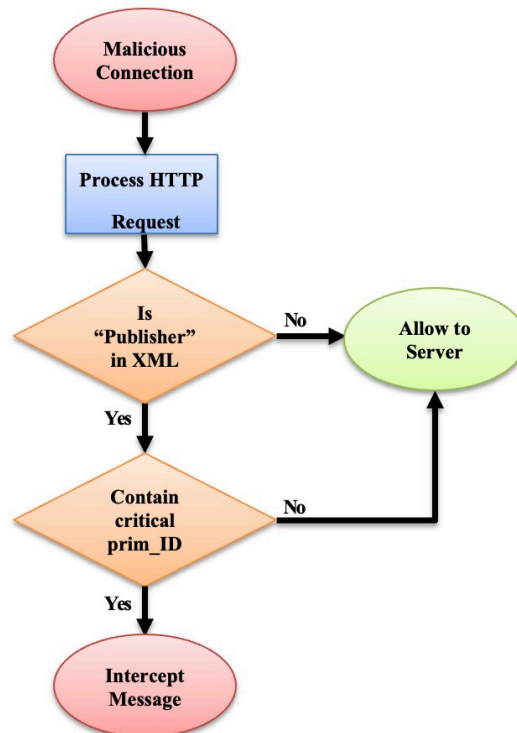 Malicious
Connection
Process HTTP
Request
Is
“Publisher”
in XML
No
Allow to
Server
Yes
Contain
critical
prim_ID
No
Yes
Intercept
Message